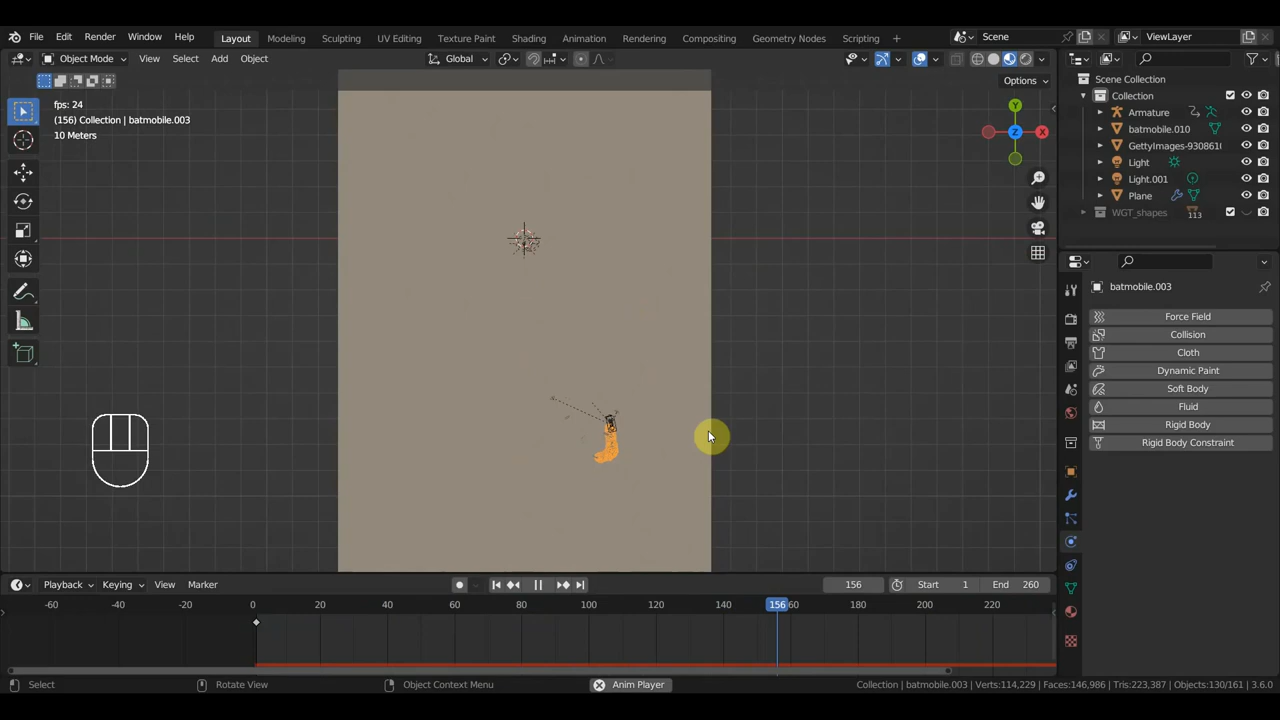 File Edit Render Window Help Layout Modeling Sculpting UV Editing Texture Paint Shading Animation Rendering Compositing Geometry Nodes Scripting + Scene ViewLayer
Object Mode View Select Add Object Global
Options
fps: 24
(156) Collection | batmobile.003
10 Meters
Y
X
Z
Scene Collection
Collection
Armature
batmobile.010
GettyImages-930861
Light
Light.001
Plane
WGT_shapes 113
batmobile.003
Force Field
Collision
Cloth
Dynamic Paint
Soft Body
Fluid
Rigid Body
Rigid Body Constraint
Playback Keying View Marker 156 Start 1 End 260
-60 -40 -20 0 20 40 60 80 100 120 140 156 60 180 200 220
Select Rotate View Object Context Menu Anim Player Collection | batmobile.003 | Verts:114,229 | Faces:146,986 | Tris:223,387 | Objects:130/161 | 3.6.0